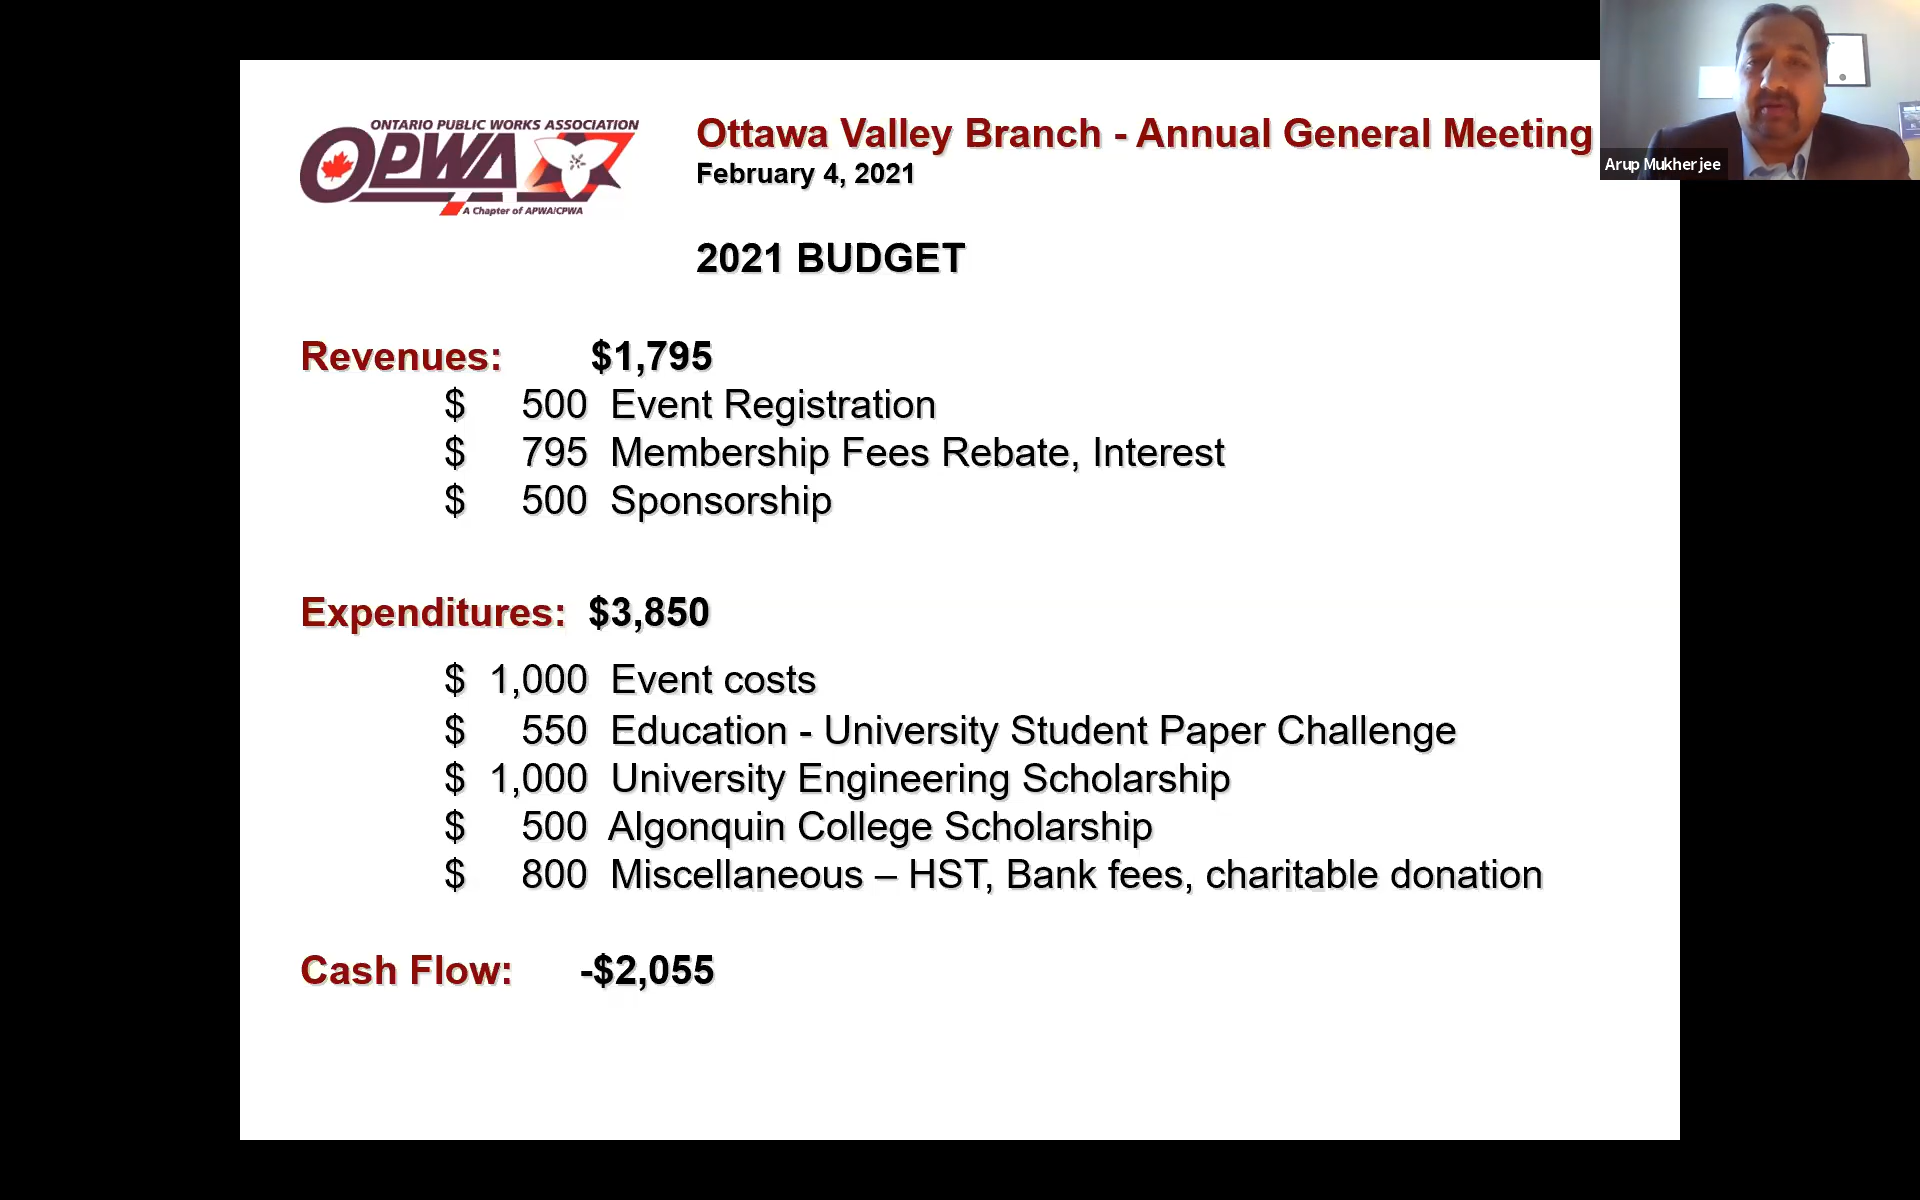 ONTARIO PUBLIC WORKS ASSOCIATION
OPWA
A Chapter of APWA/CPWA
Ottawa Valley Branch - Annual General Meeting
February 4, 2021
Arup Mukherjee
2021 BUDGET
Revenues: $1,795
$ 500 Event Registration
$ 795 Membership Fees Rebate, Interest
$ 500 Sponsorship
Expenditures: $3,850
$ 1,000 Event costs
$ 550 Education - University Student Paper Challenge
$ 1,000 University Engineering Scholarship
$ 500 Algonquin College Scholarship
$ 800 Miscellaneous – HST, Bank fees, charitable donation
Cash Flow: -$2,055